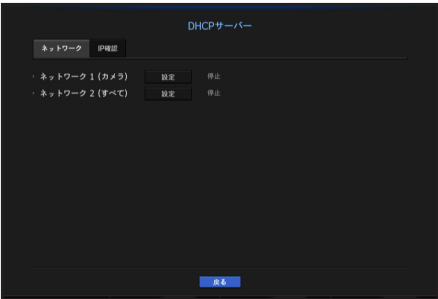 DHCPサーバー
ネットワーク IP確認
・ネットワーク 1 (カメラ) 設定 停止
・ネットワーク 2 (すべて) 設定 停止
戻る